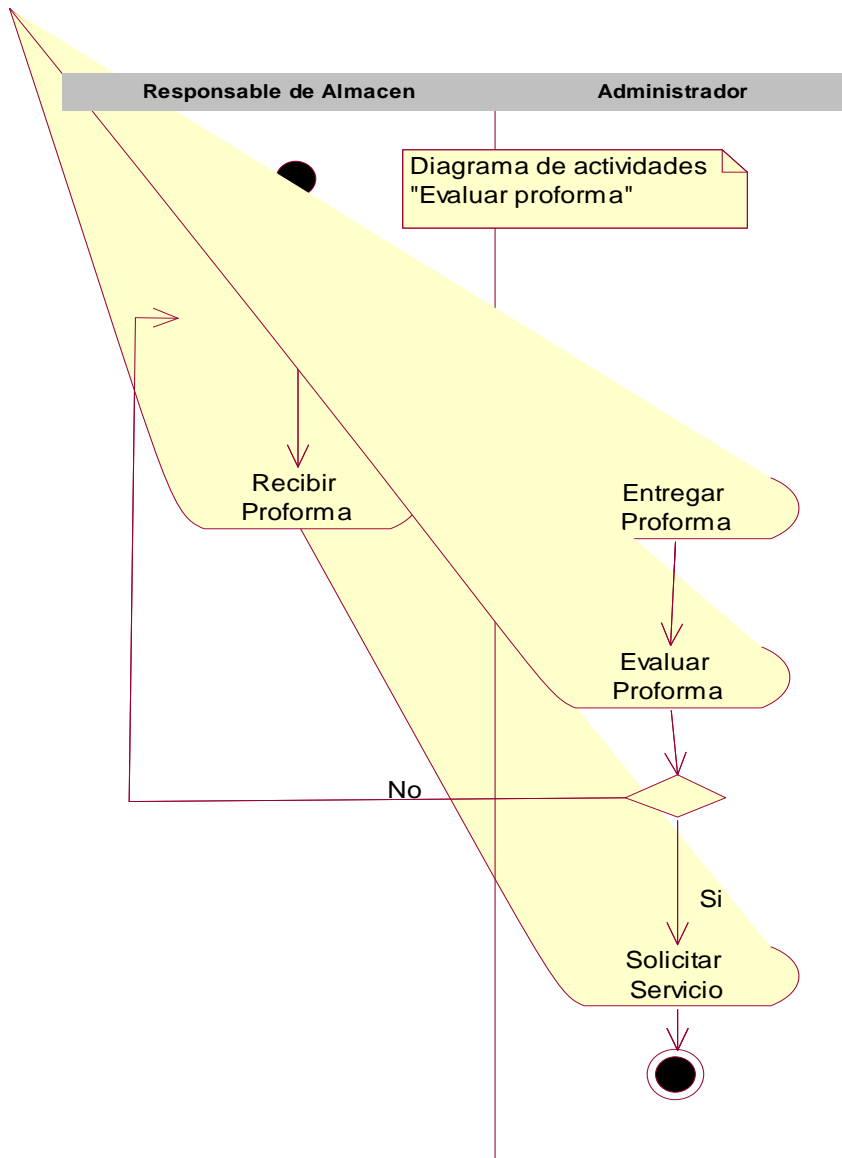 Responsable de Almacen
Administrador
Diagrama de actividades
"Evaluar proforma"
Recibir
Proforma
Entregar
Proforma
Evaluar
Proforma
No
Si
Solicitar
Servicio